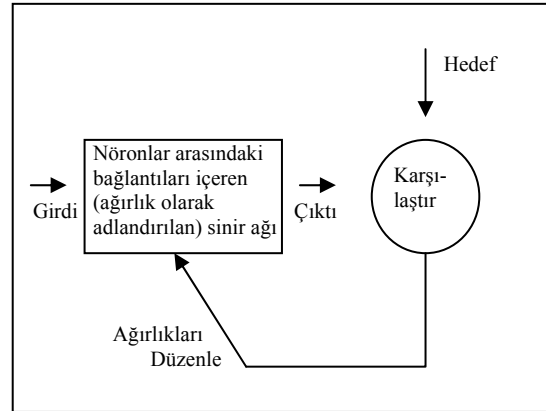 Hedef
Nöronlar arasındaki
bağlantıları içeren
(ağırlık olarak
adlandırılan) sinir ağı
Karşı-
laştır
Girdi
Çıktı
Ağırlıkları
Düzenle